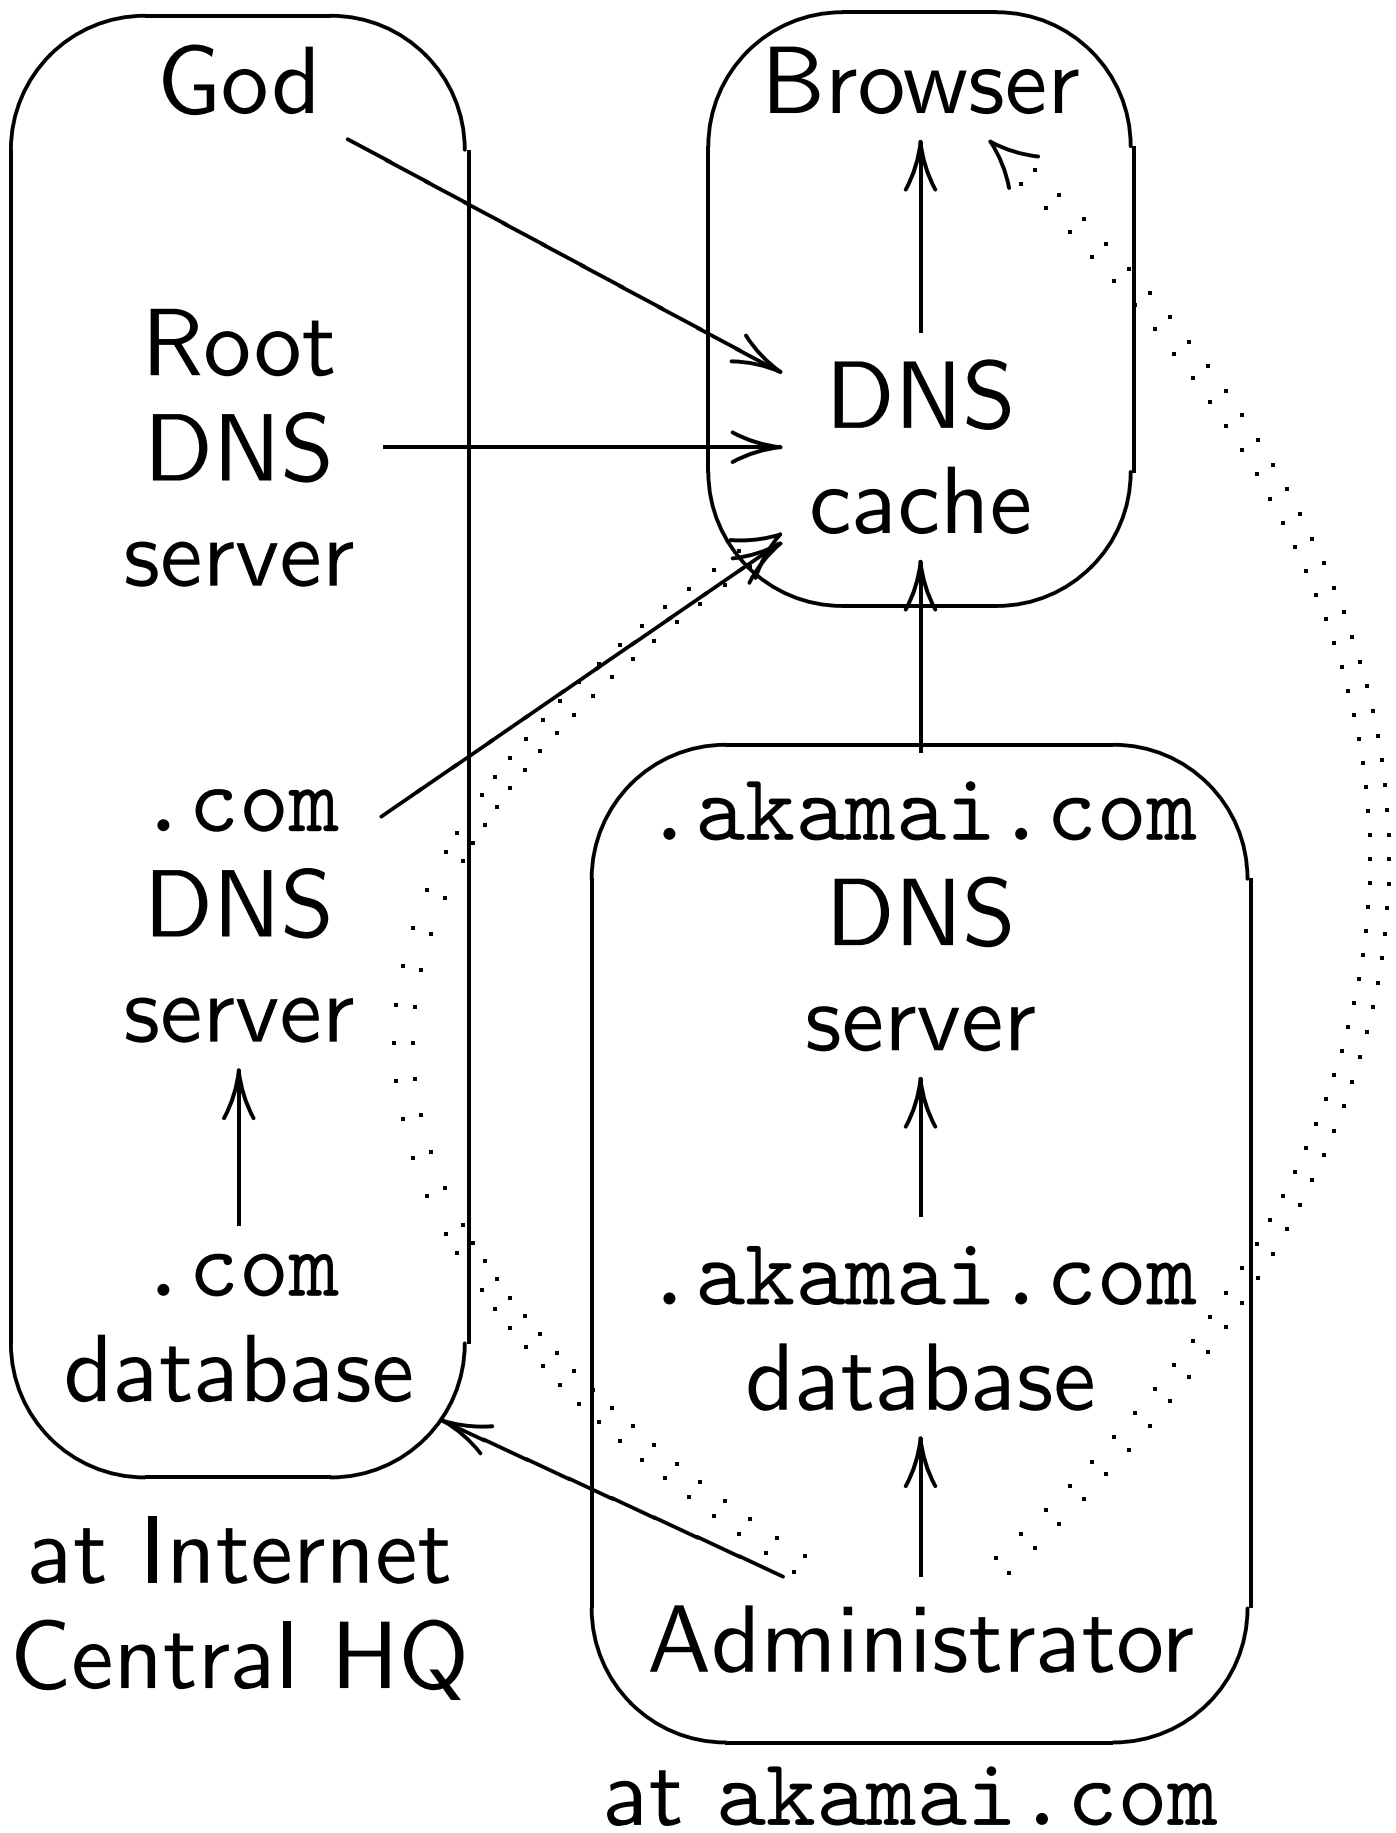 God
Root
DNS
server
.com
DNS
server
.com
database
at Internet
Central HQ
Browser
DNS
cache
.akamai.com
DNS
server
.akamai.com
database
Administrator
at akamai.com